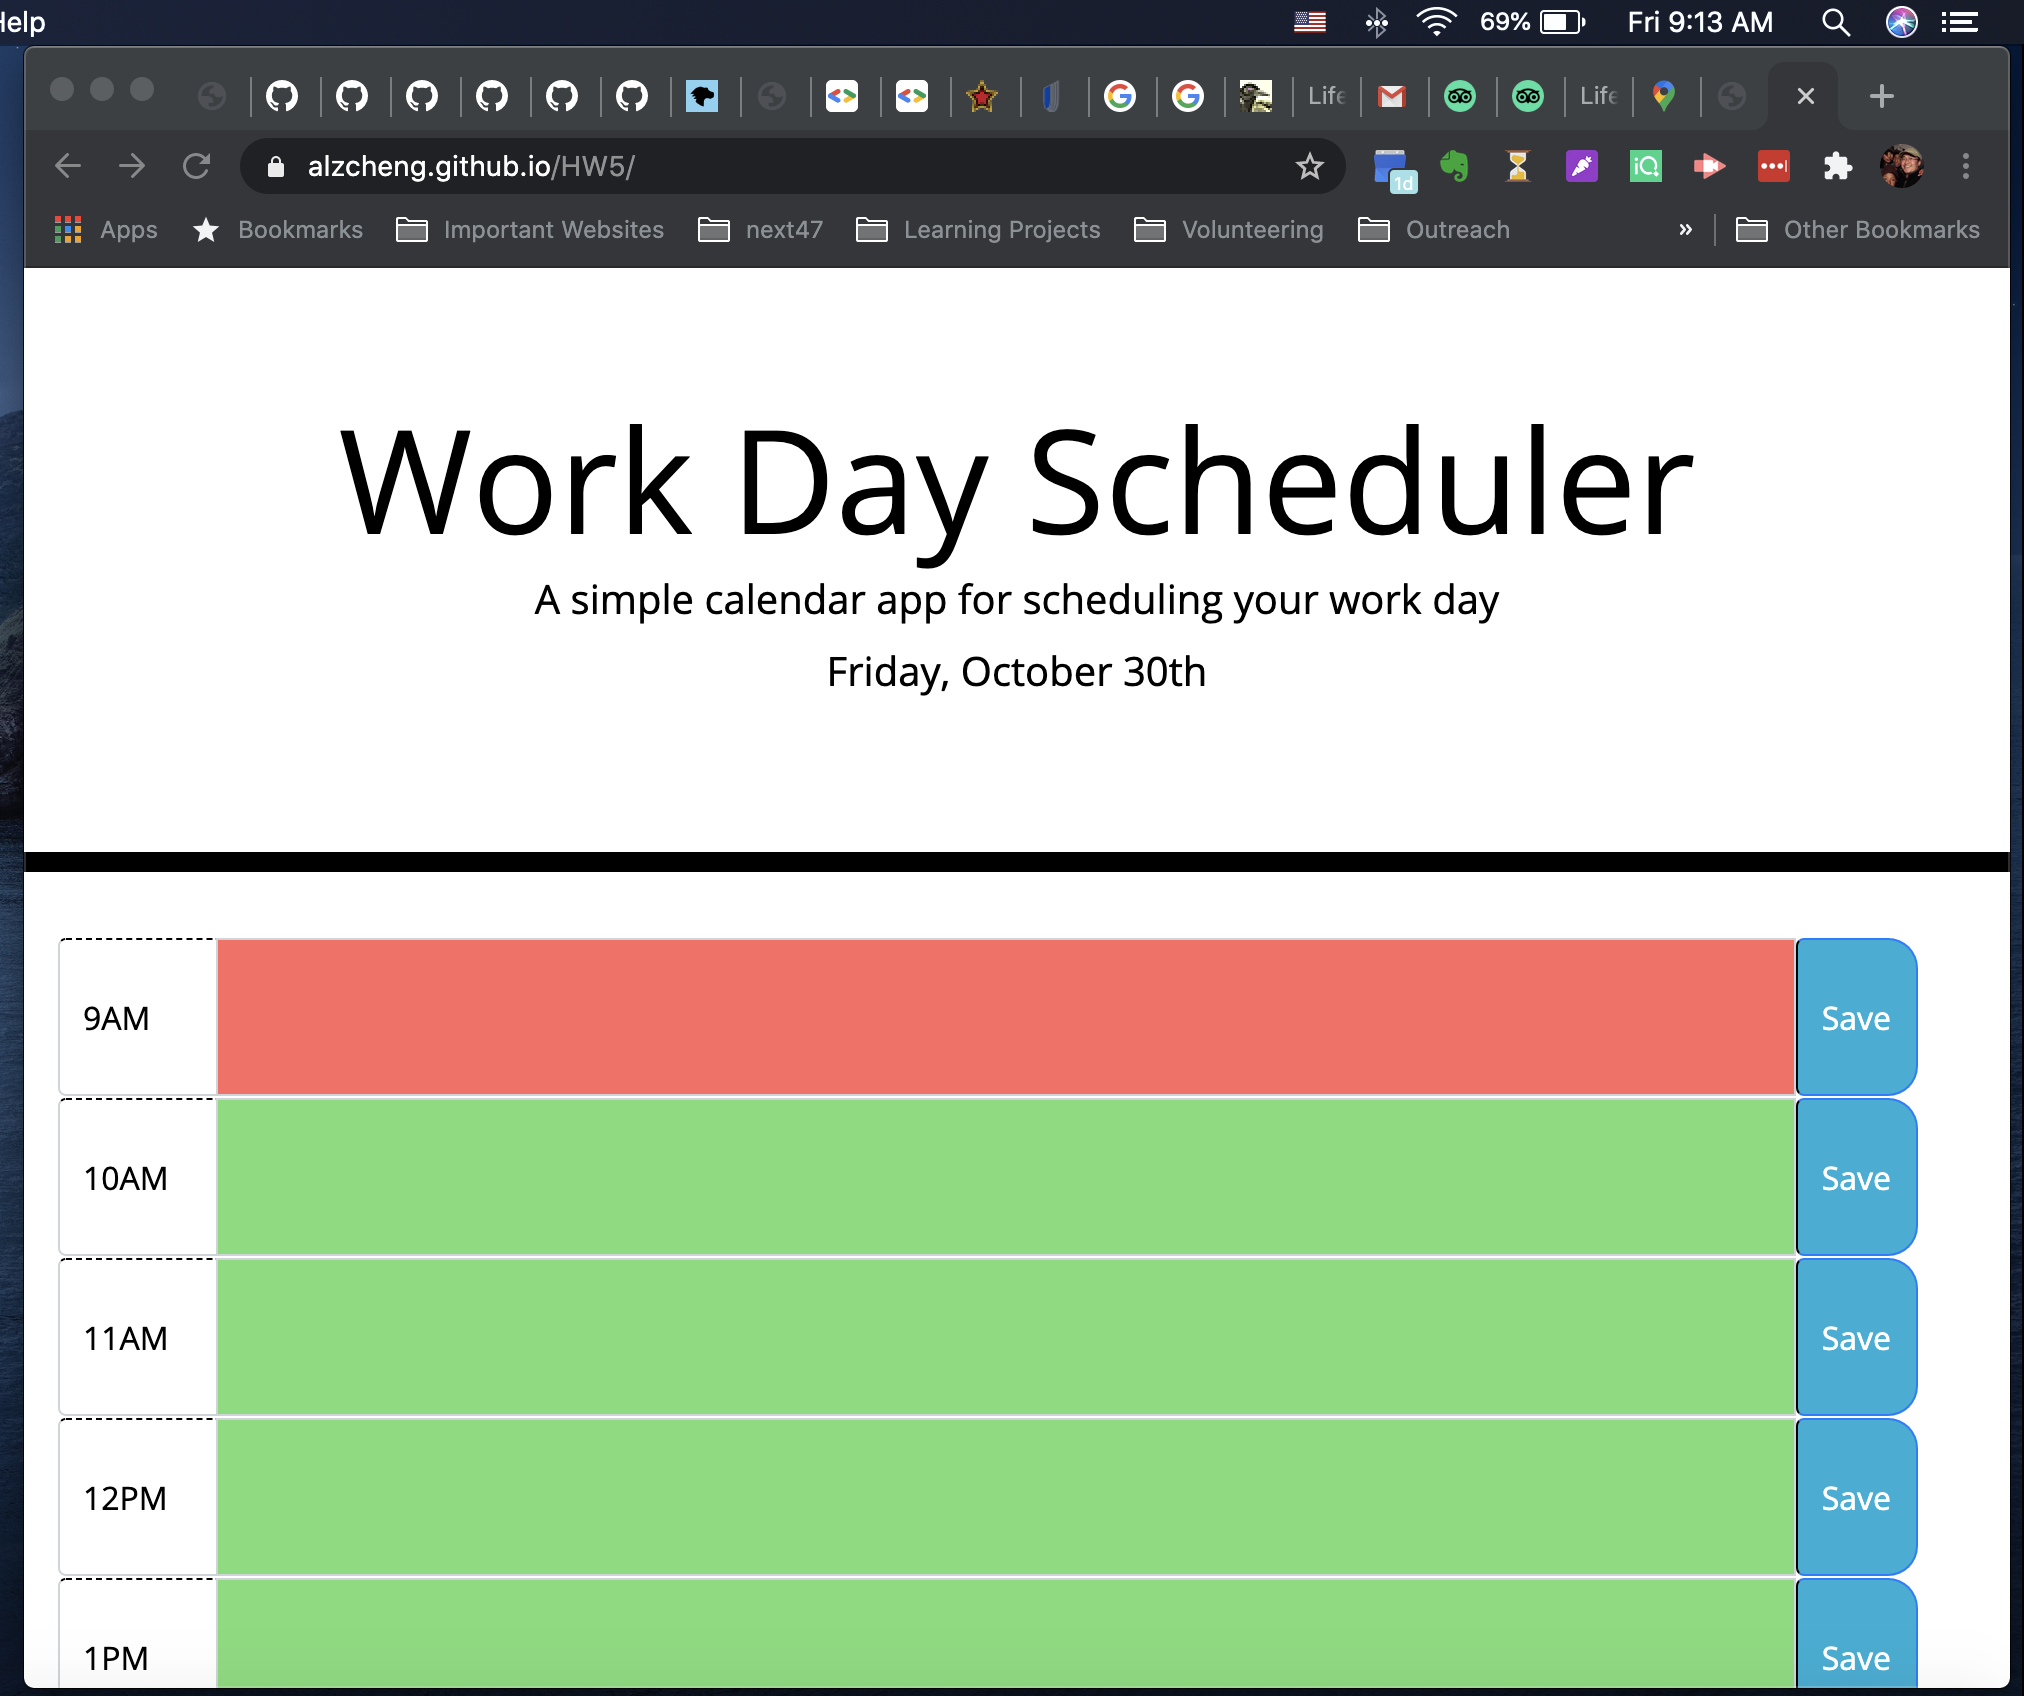 Help
69% Fri 9:13 AM
Life Life
alzcheng.github.io/HW5/
1d iQ
Apps Bookmarks Important Websites next47 Learning Projects Volunteering Outreach » Other Bookmarks
Work Day Scheduler
A simple calendar app for scheduling your work day
Friday, October 30th
9AM Save
10AM Save
11AM Save
12PM Save
1PM Save